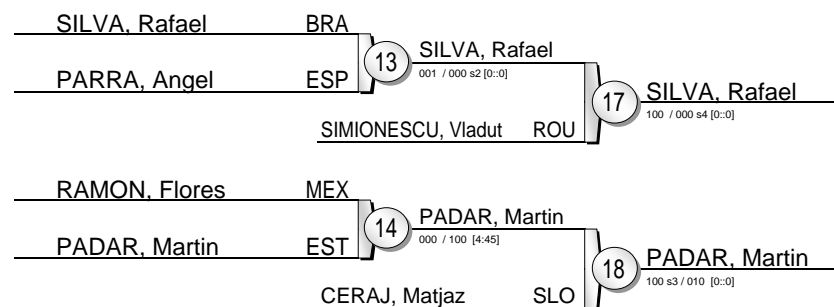 SILVA, Rafael BRA
13
SILVA, Rafael
001 / 000 s2 [0::0]
PARRA, Angel ESP
17
SILVA, Rafael
100 / 000 s4 [0::0]
SIMIONESCU, Vladut ROU
RAMON, Flores MEX
14
PADAR, Martin
000 / 100 [4:45]
PADAR, Martin EST
18
PADAR, Martin
100 s3 / 010 [0::0]
CERAJ, Matjaz SLO